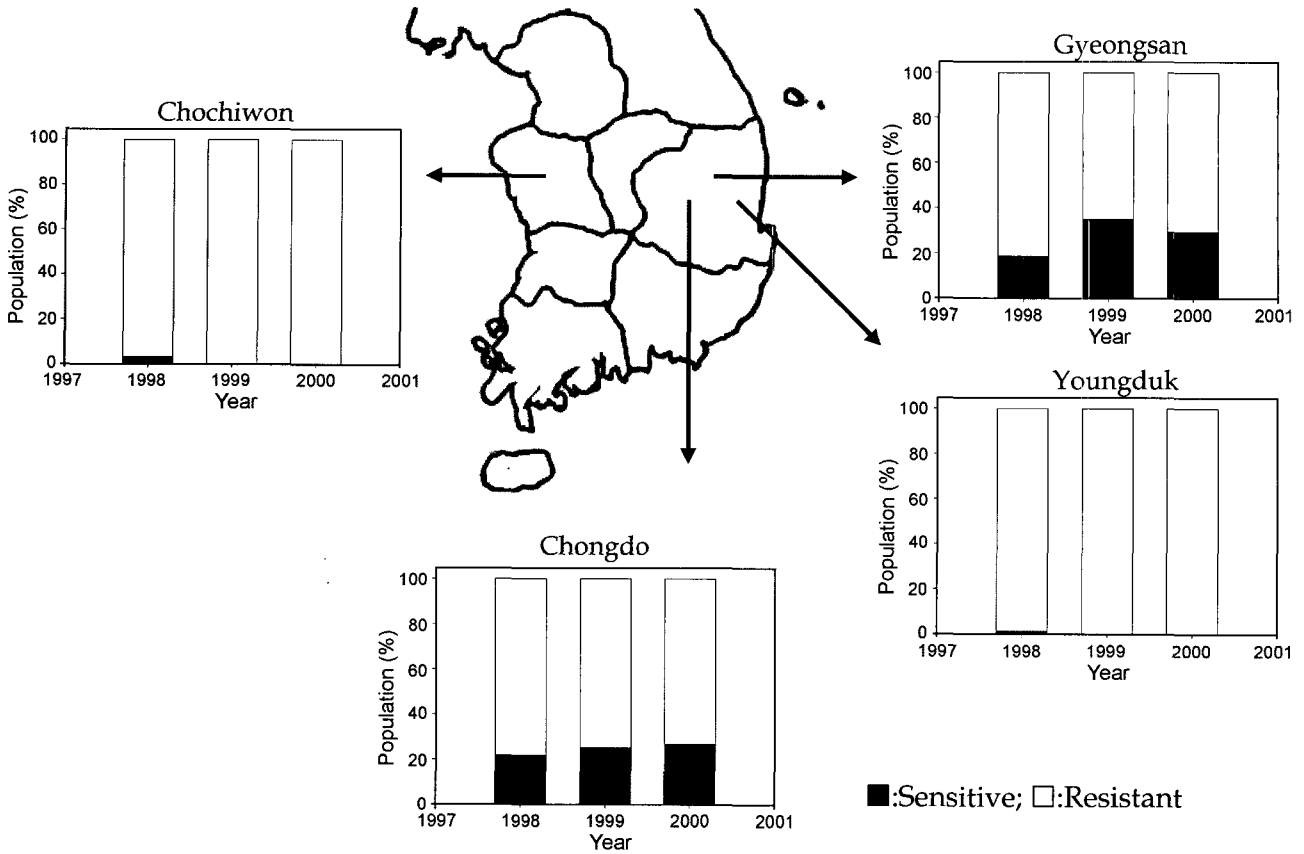 Chochiwon
Population (%)
100
80
60
40
20
0
1997 1998 1999 2000 2001
Year
Gyeongsan
Population (%)
100
80
60
40
20
0
1997 1998 1999 2000 2001
Year
Youngduk
Population (%)
100
80
60
40
20
0
1997 1998 1999 2000 2001
Year
Chongdo
Population (%)
100
80
60
40
20
0
1997 1998 1999 2000 2001
Year
■:Sensitive; □:Resistant